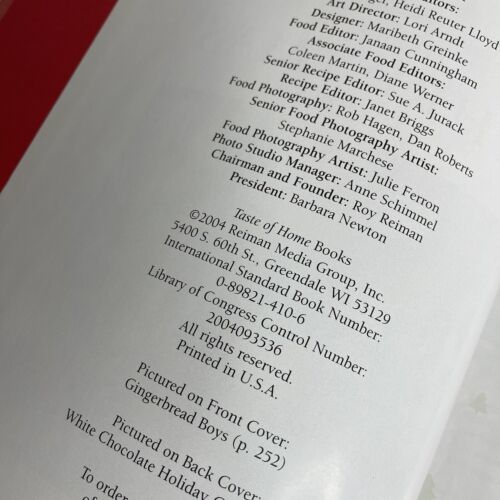 ger, Heidi Reuter Lloyd
Art Director: Lori Arndt
Designer: Maribeth Greinke
Food Editor: Janaan Cunningham
Associate Food Editors:
Coleen Martin, Diane Werner
Senior Recipe Editor: Sue A. Jurack
Recipe Editor: Janet Briggs
Food Photography: Rob Hagen, Dan Roberts
Senior Food Photography Artist:
Stephanie Marchese
Food Photography Artist: Julie Ferron
Photo Studio Manager: Anne Schimmel
Chairman and Founder: Roy Reiman
President: Barbara Newton
Taste of Home Books
©2004 Reiman Media Group, Inc.
5400 S. 60th St., Greendale WI 53129
International Standard Book Number:
0-89821-410-6
Library of Congress Control Number:
2004093536
All rights reserved.
Printed in U.S.A.
Pictured on Front Cover:
Gingerbread Boys (p. 252)
Pictured on Back Cover:
White Chocolate Holiday
To order